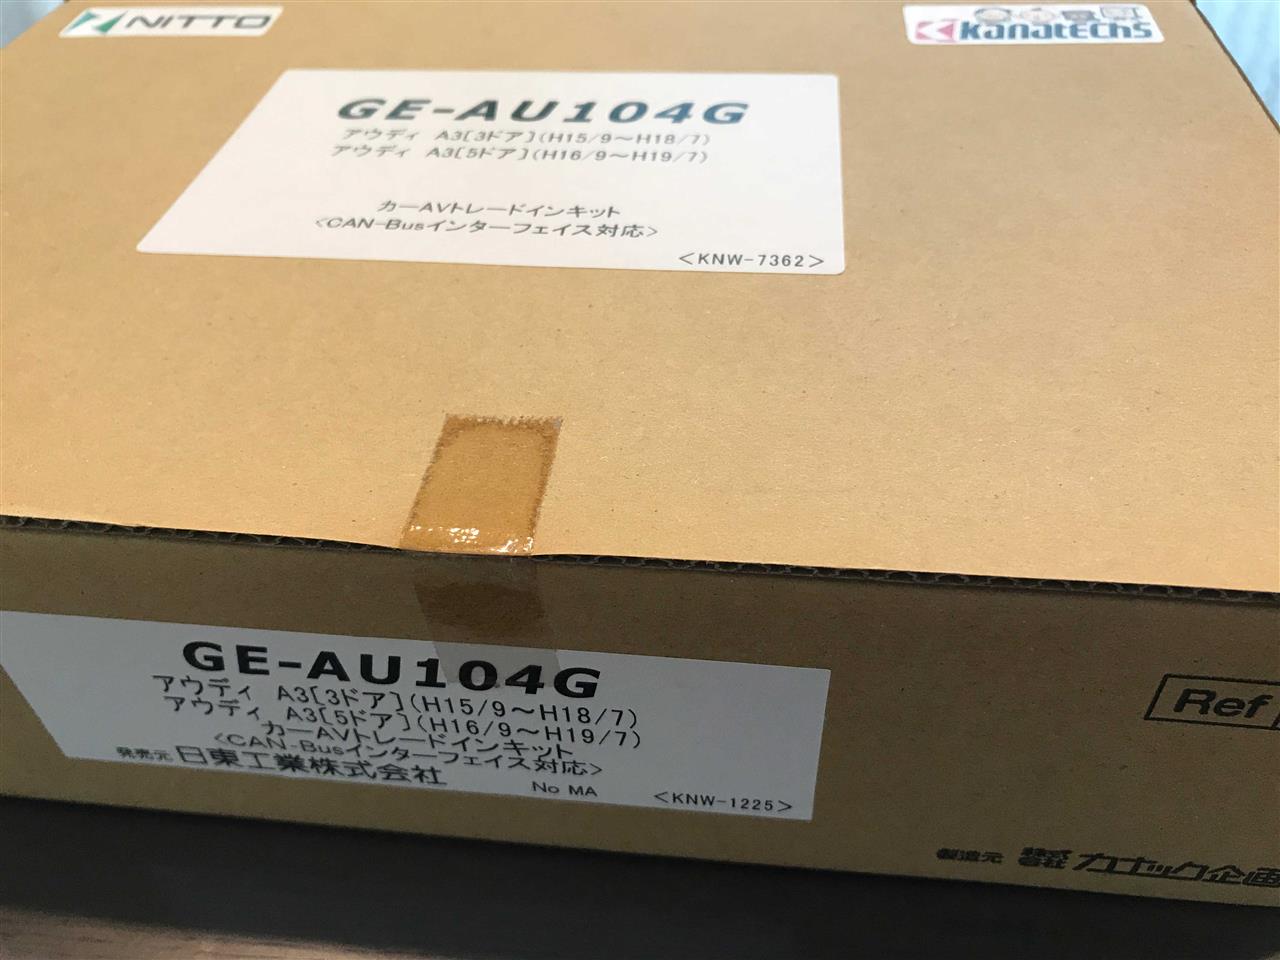 NITTO
kanatechs
GE-AU104G
アウディ A3[3ドア](H15/9～H18/7)
アウディ A3[5ドア](H16/9～H19/7)
カーAVトレードインキット
<CAN-Busインターフェイス対応>
<KNW-7362>
GE-AU104G
アウディ A3[3ドア](H15/9～H18/7)
アウディ A3[5ドア](H16/9～H19/7)
カーAVトレードインキット
<CAN-Busインターフェイス対応>
発売元 日東工業株式会社
No MA <KNW-1225>
Ref
製造元 株式会社 カナック企画